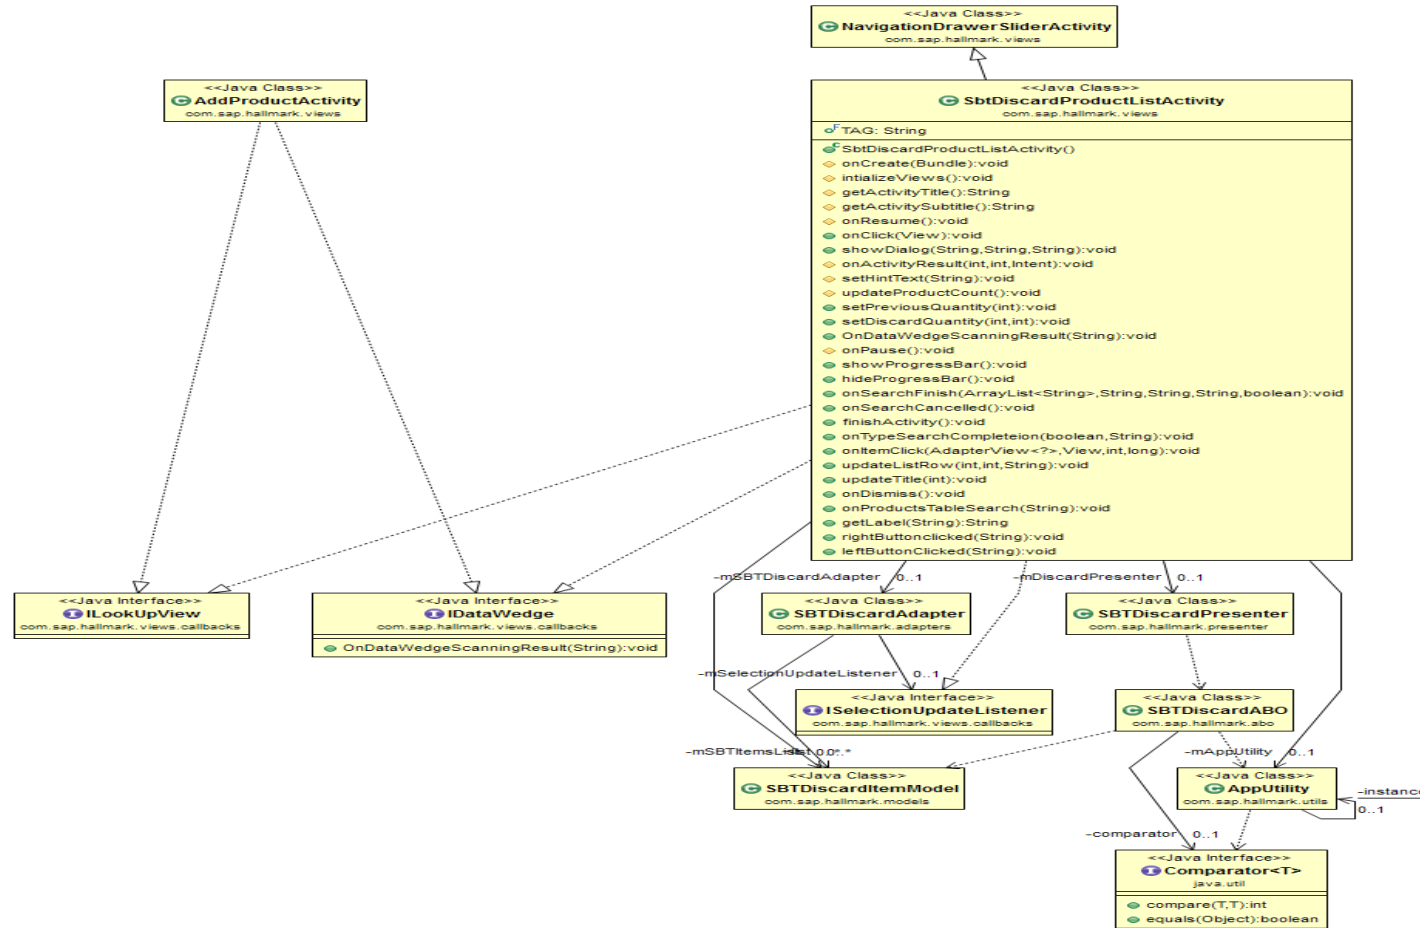 <<Java Class>>
NavigationDrawerSliderActivity
com.sap.hallmark.views
<<Java Class>>
AddProductActivity
com.sap.hallmark.views
<<Java Class>>
SbtDiscardProductListActivity
com.sap.hallmark.views
TAG: String
SbtDiscardProductListActivity()
onCreate(Bundle):void
intializeViews():void
getActivityTitle():String
getActivitySubtitle():String
onResume():void
onClick(View):void
showDialog(String,String,String):void
onActivityResult(int,int,Intent):void
setHintText(String):void
updateProductCount():void
setPreviousQuantity(int):void
setDiscardQuantity(int,int):void
OnDataWedgeScanningResult(String):void
onPause():void
showProgressBar():void
hideProgressBar():void
onSearchFinish(ArrayList<String>,String,String,String,boolean):void
onSearchCancelled():void
finishActivity():void
onTypeSearchCompleteion(boolean,String):void
onItemClick(AdapterView<?>,View,int,long):void
updateListRow(int,int,String):void
updateTitle(int):void
onDismiss():void
onProductsTableSearch(String):void
getLabel(String):String
rightButtonclicked(String):void
leftButtonClicked(String):void
-mSBTDiscardAdapter 0..1
-mDiscardPresenter 0..1
<<Java Interface>>
ILookUpView
com.sap.hallmark.views.callbacks
<<Java Interface>>
IDataWedge
com.sap.hallmark.views.callbacks
OnDataWedgeScanningResult(String):void
<<Java Class>>
SBTDiscardAdapter
com.sap.hallmark.adapters
<<Java Class>>
SBTDiscardPresenter
com.sap.hallmark.presenter
-mSelectionUpdateListener 0..1
<<Java Interface>>
ISelectionUpdateListener
com.sap.hallmark.views.callbacks
<<Java Class>>
SBTDiscardABO
com.sap.hallmark.abo
-mAppUtility 0..1
<<Java Class>>
SBTDiscardItemModel
com.sap.hallmark.models
<<Java Class>>
AppUtility
com.sap.hallmark.utils
-instance
0..1
-comparator 0..1
<<Java Interface>>
Comparator<T>
java.util
compare(T,T):int
equals(Object):boolean